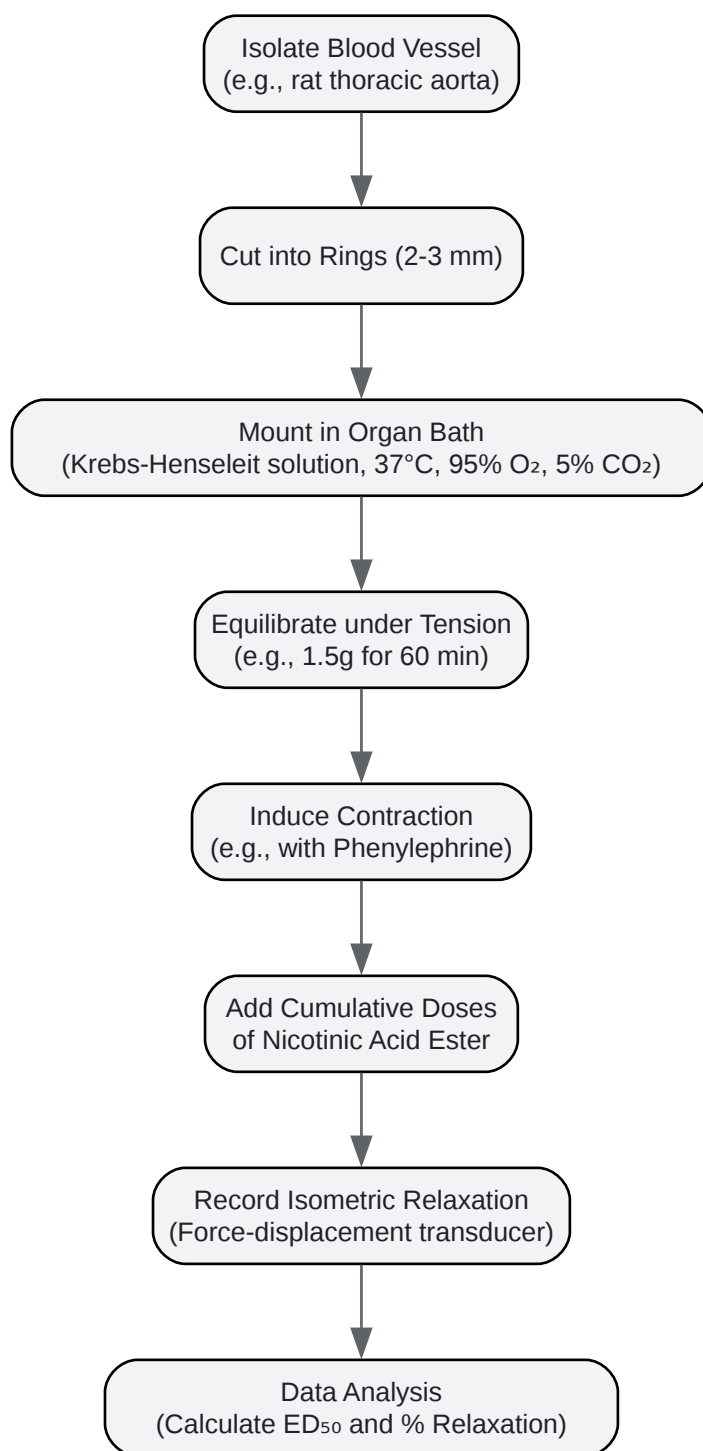 Isolate Blood Vessel
(e.g., rat thoracic aorta)
Cut into Rings (2-3 mm)
Mount in Organ Bath
(Krebs-Henseleit solution, 37°C, 95% O₂, 5% CO₂)
Equilibrate under Tension
(e.g., 1.5g for 60 min)
Induce Contraction
(e.g., with Phenylephrine)
Add Cumulative Doses
of Nicotinic Acid Ester
Record Isometric Relaxation
(Force-displacement transducer)
Data Analysis
(Calculate ED₅₀ and % Relaxation)